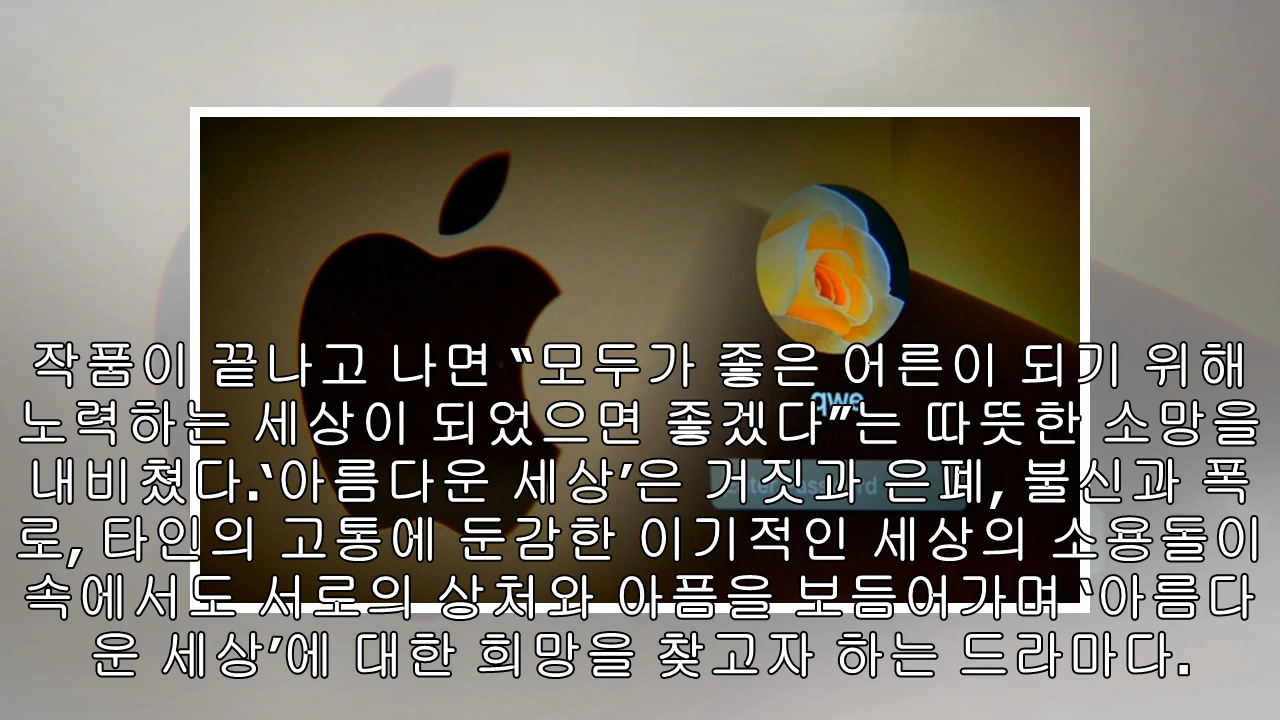 작품이 끝나고 나면 “모두가 좋은 어른이 되기 위해
노력하는 세상이 되었으면 좋겠다”는 따뜻한 소망을
내비쳤다.‘아름다운 세상’은 거짓과 은폐, 불신과 폭
로, 타인의 고통에 둔감한 이기적인 세상의 소용돌이
속에서도 서로의 상처와 아픔을 보듬어가며 ‘아름다
운 세상’에 대한 희망을 찾고자 하는 드라마다.
qwe